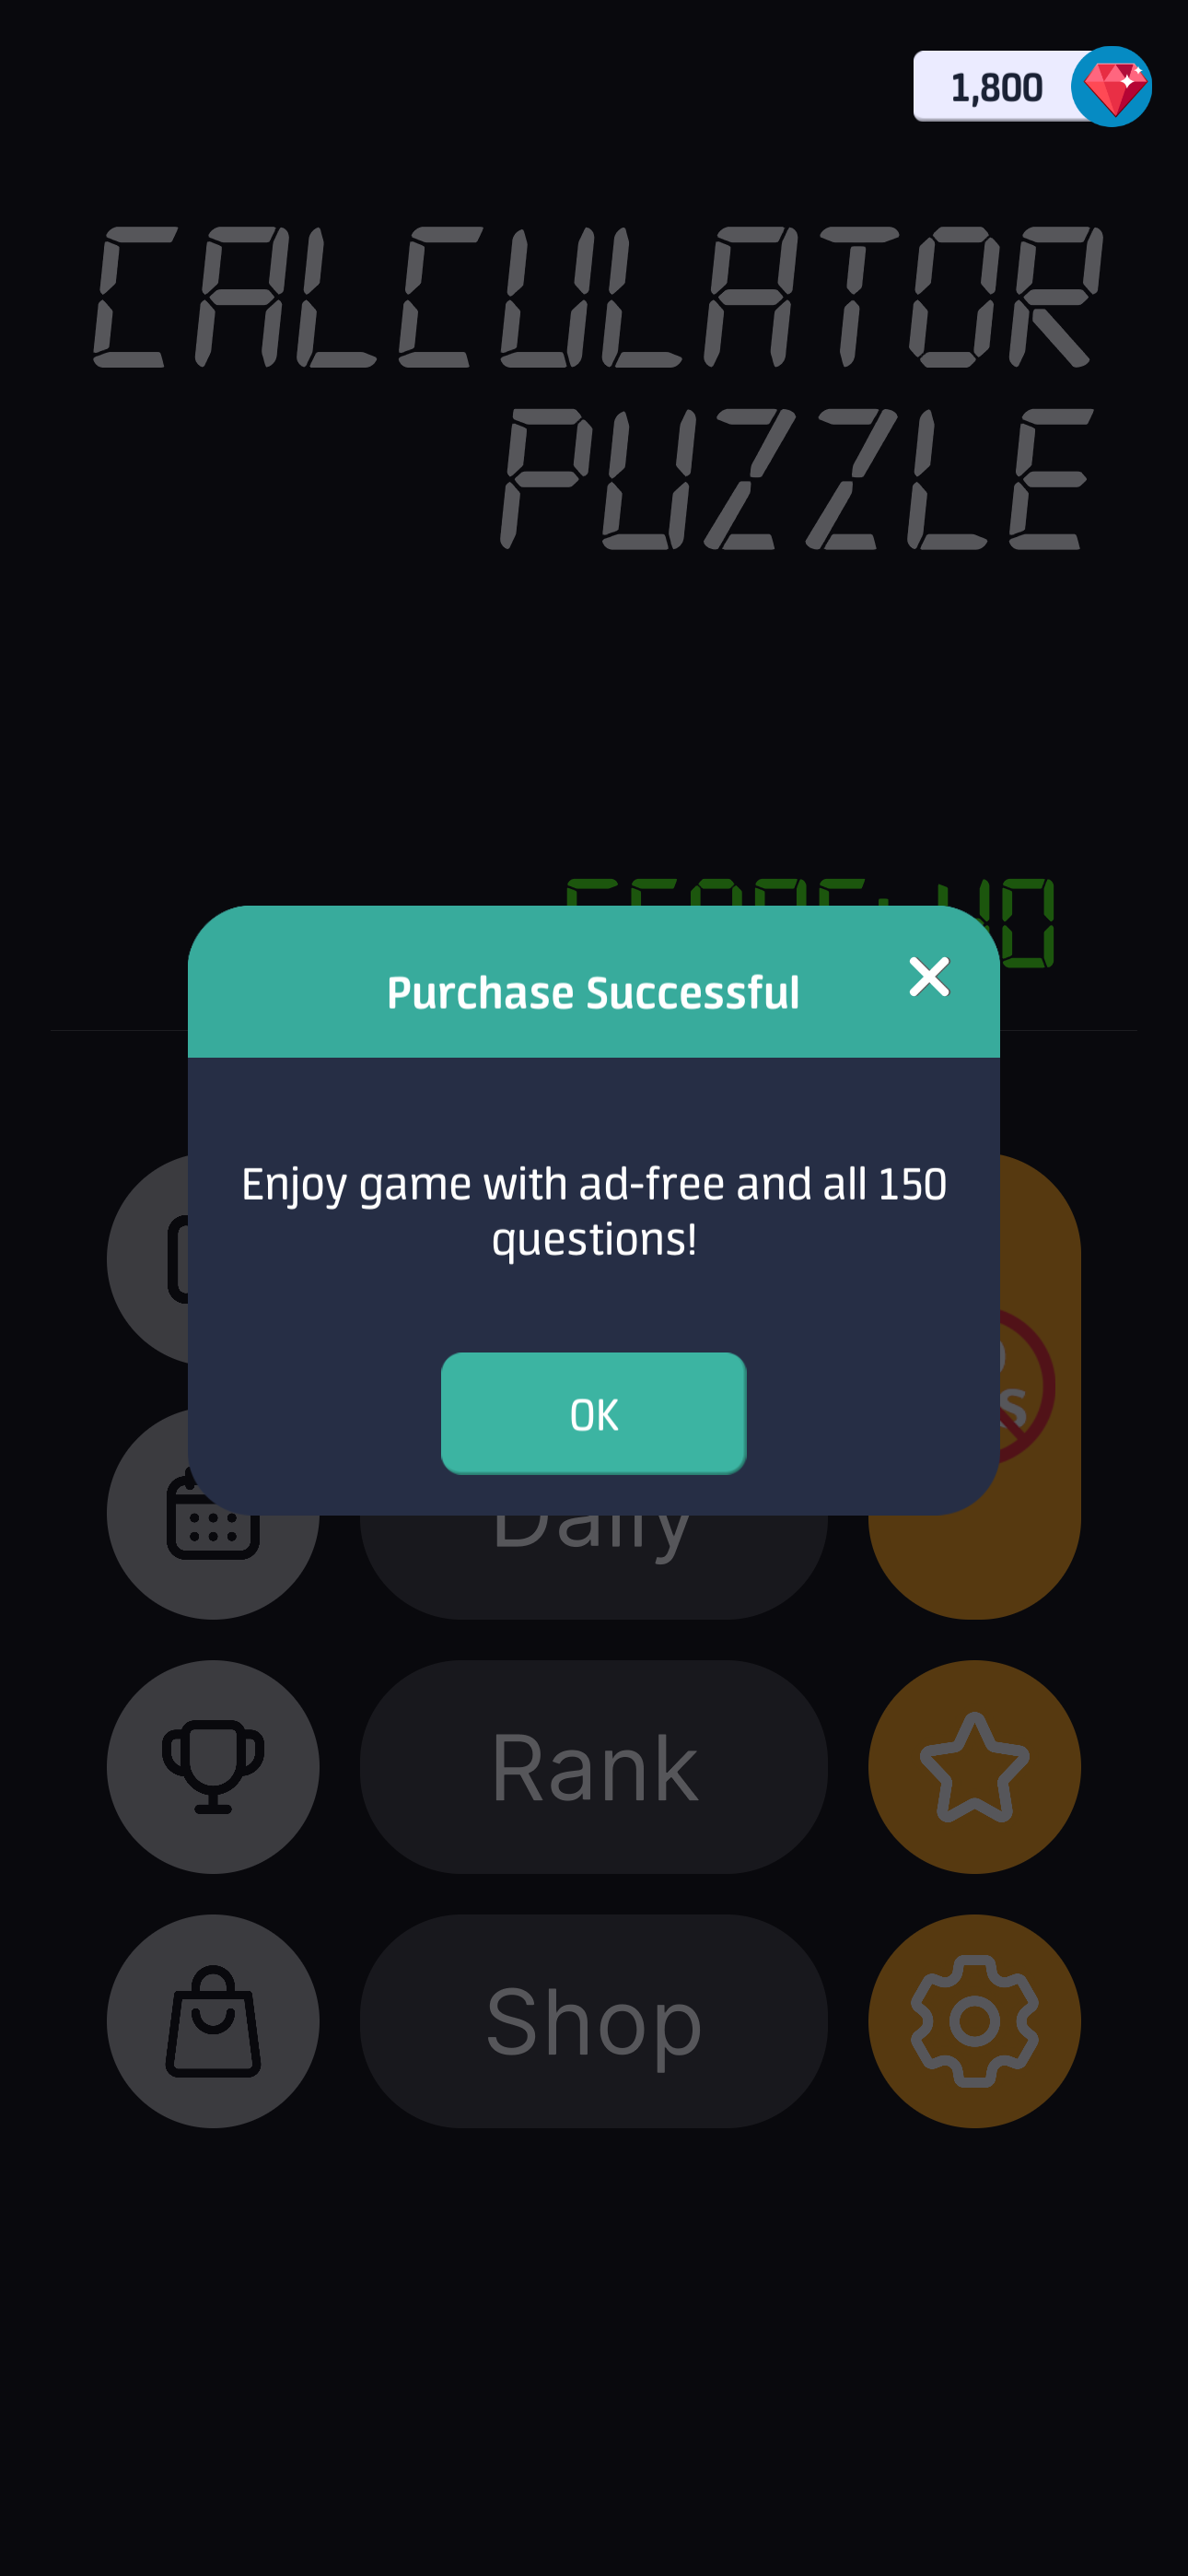 1,800
CALCULATOR
PUZZLE
Purchase Successful
Enjoy game with ad-free and all 150
questions!
OK
Daily
Rank
Shop